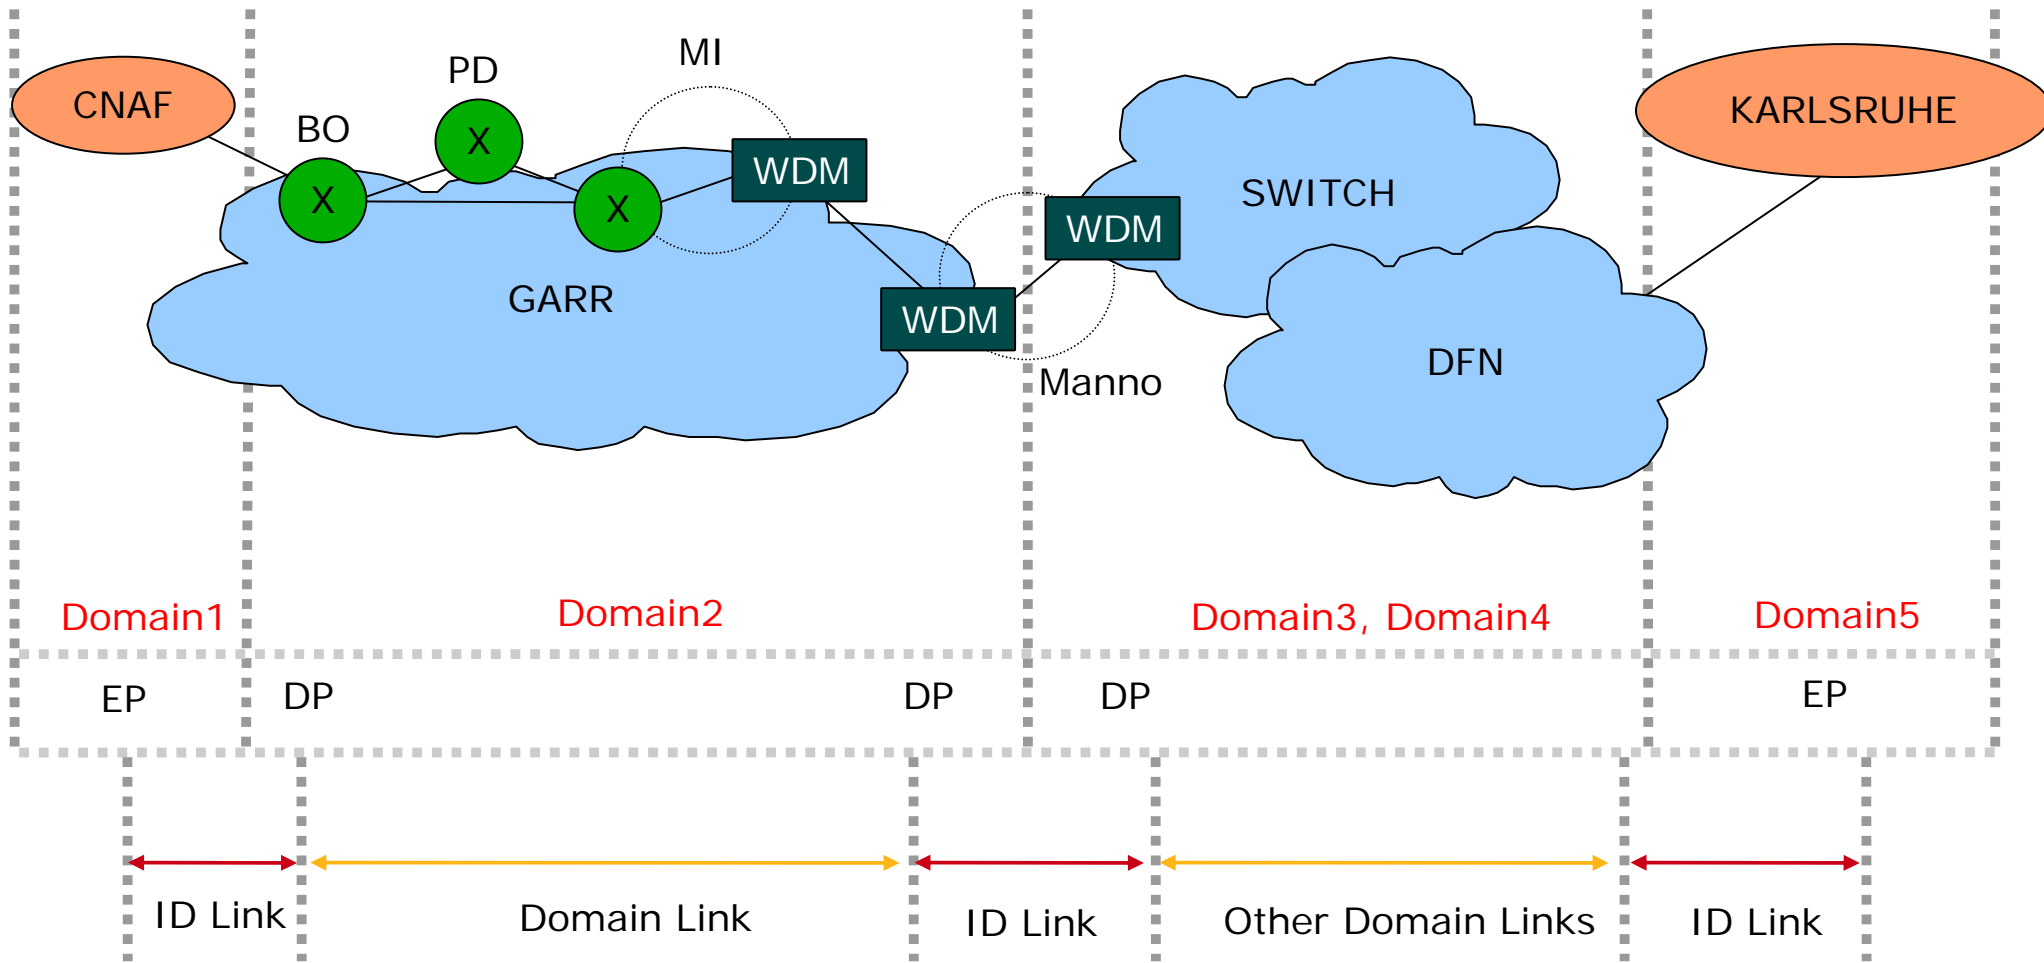 MI
PD
CNAF
KARLSRUHE
BO
X
WDM
X
X
SWITCH
WDM
GARR
WDM
DFN
Manno
Domain1
Domain2
Domain3, Domain4
Domain5
EP
DP
DP
DP
EP
ID Link
Domain Link
ID Link
Other Domain Links
ID Link